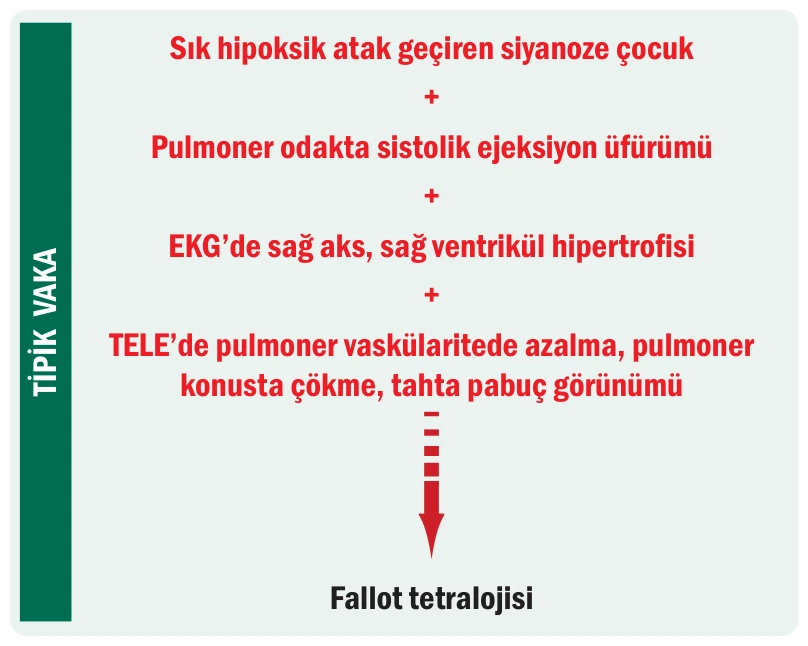 TİPİK VAKA
Sık hipoksik atak geçiren siyanoze çocuk
+
Pulmoner odakta sistolik ejeksiyon üfürümü
+
EKG’de sağ aks, sağ ventrikül hipertrofisi
+
TELE’de pulmoner vaskülaritede azalma, pulmoner
konusta çökme, tahta pabuç görünümü
Fallot tetralojisi